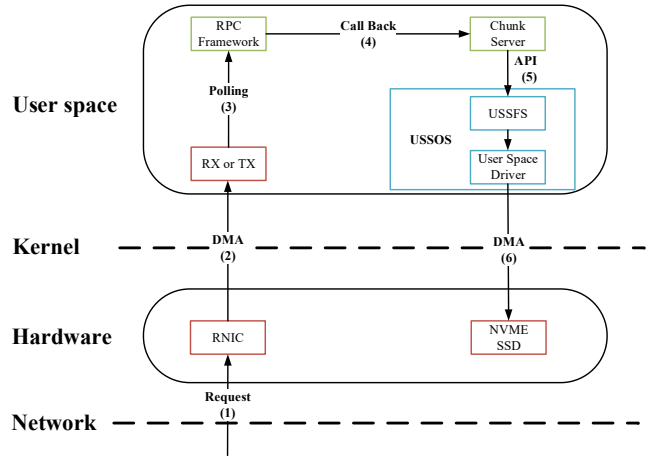 RPC
Framework
Call Back
(4)
Chunk
Server
API
(5)
User space
Polling
(3)
USSOS
USSFS
RX or TX
User Space
Driver
Kernel
DMA
(2)
DMA
(6)
Hardware
RNIC
NVME
SSD
Request
(1)
Network